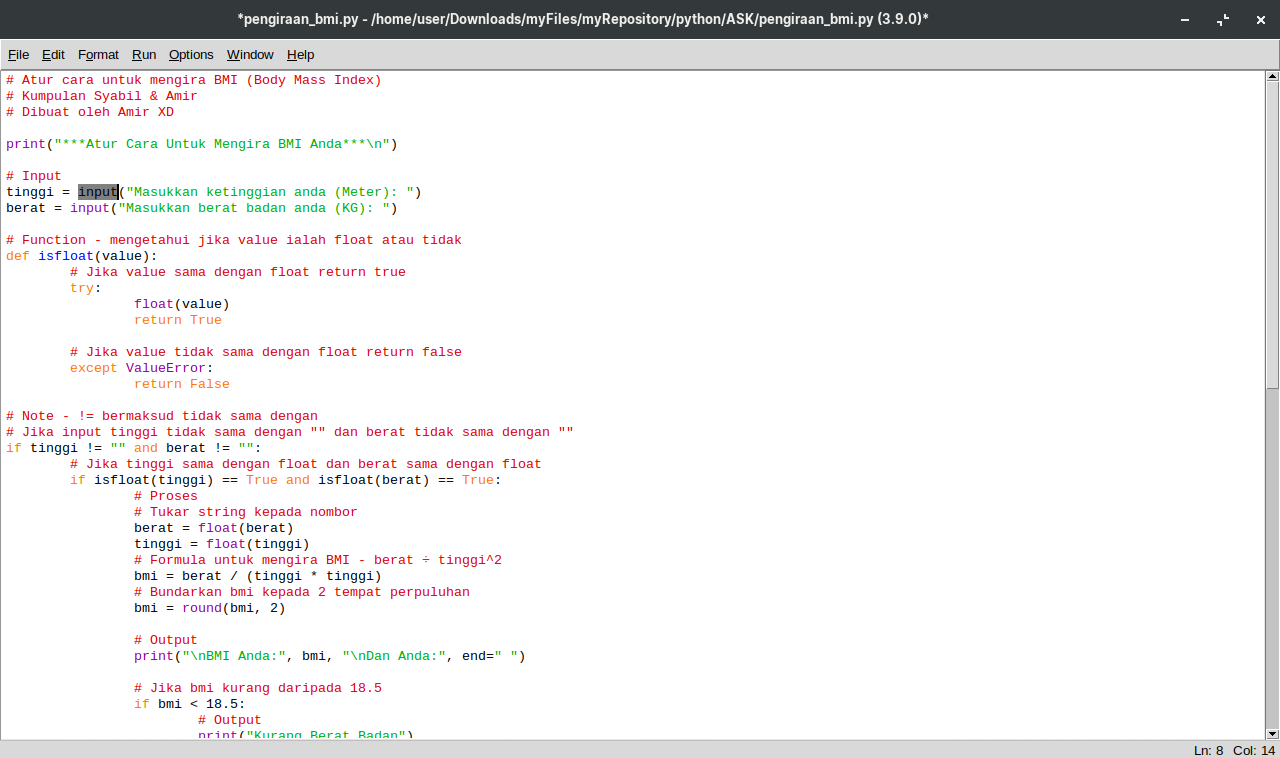 *pengiraan_bmi.py - /home/user/Downloads/myFiles/myRepository/python/ASK/pengiraan_bmi.py (3.9.0)*
File Edit Format Run Options Window Help
# Atur cara untuk mengira BMI (Body Mass Index)
# Kumpulan Syabil & Amir
# Dibuat oleh Amir XD
print("***Atur Cara Untuk Mengira BMI Anda***\n")
# Input
tinggi = input("Masukkan ketinggian anda (Meter): ")
berat = input("Masukkan berat badan anda (KG): ")
# Function - mengetahui jika value ialah float atau tidak
def isfloat(value):
# Jika value sama dengan float return true
try:
float(value)
return True
# Jika value tidak sama dengan float return false
except ValueError:
return False
# Note - != bermaksud tidak sama dengan
# Jika input tinggi tidak sama dengan "" dan berat tidak sama dengan ""
if tinggi != "" and berat != "":
# Jika tinggi sama dengan float dan berat sama dengan float
if isfloat(tinggi) == True and isfloat(berat) == True:
# Proses
# Tukar string kepada nombor
berat = float(berat)
tinggi = float(tinggi)
# Formula untuk mengira BMI - berat ÷ tinggi^2
bmi = berat / (tinggi * tinggi)
# Bundarkan bmi kepada 2 tempat perpuluhan
bmi = round(bmi, 2)
# Output
print("\nBMI Anda:", bmi, "\nDan Anda:", end=" ")
# Jika bmi kurang daripada 18.5
if bmi < 18.5:
# Output
print("Kurang Berat Badan")
Ln: 8 Col: 14